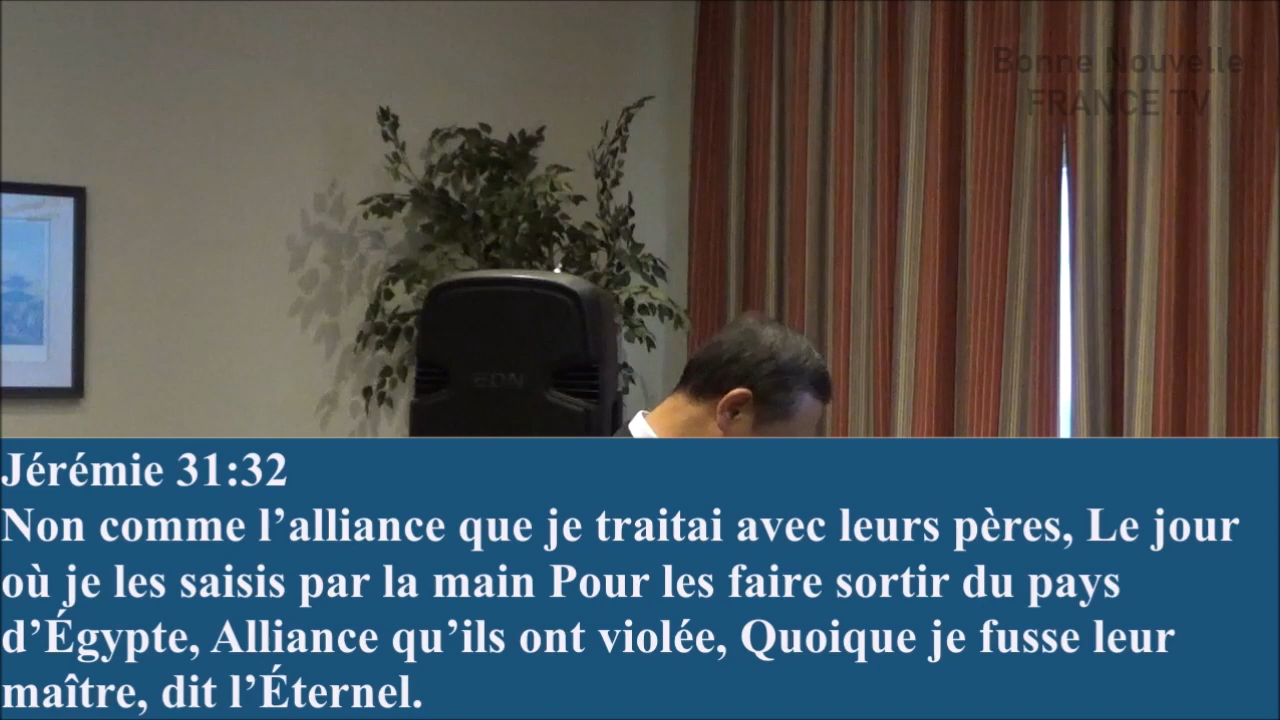 Bonne Nouvelle
FRANCE TV
EDN
Jérémie 31:32
Non comme l’alliance que je traitai avec leurs pères, Le jour
où je les saisis par la main Pour les faire sortir du pays
d’Égypte, Alliance qu’ils ont violée, Quoique je fusse leur
maître, dit l’Éternel.